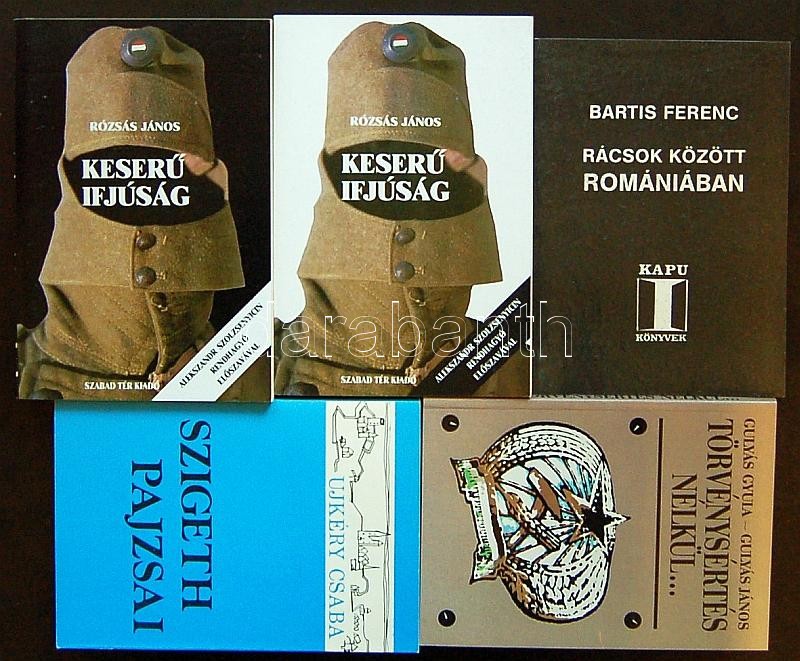 RÓZSÁS JÁNOS
KESERŰ
IFJÚSÁG
ALEKSZANDR SZOLZSENYICIN
RENDHAGYÓ
ELŐSZAVÁVAL
SZABAD TÉR KIADÓ
RÓZSÁS JÁNOS
KESERŰ
IFJÚSÁG
ALEKSZANDR SZOLZSENYICIN
RENDHAGYÓ
ELŐSZAVÁVAL
SZABAD TÉR KIADÓ
BARTIS FERENC
RÁCSOK KÖZÖTT
ROMÁNIÁBAN
KAPU
KÖNYVEK
darabanth
SZIGETH
PAJZSAI
UJKÉRY CSABA
GULYÁS GYULA – GULYÁS JÁNOS
TÖRVÉNYSÉRTÉS
NÉLKÜL...